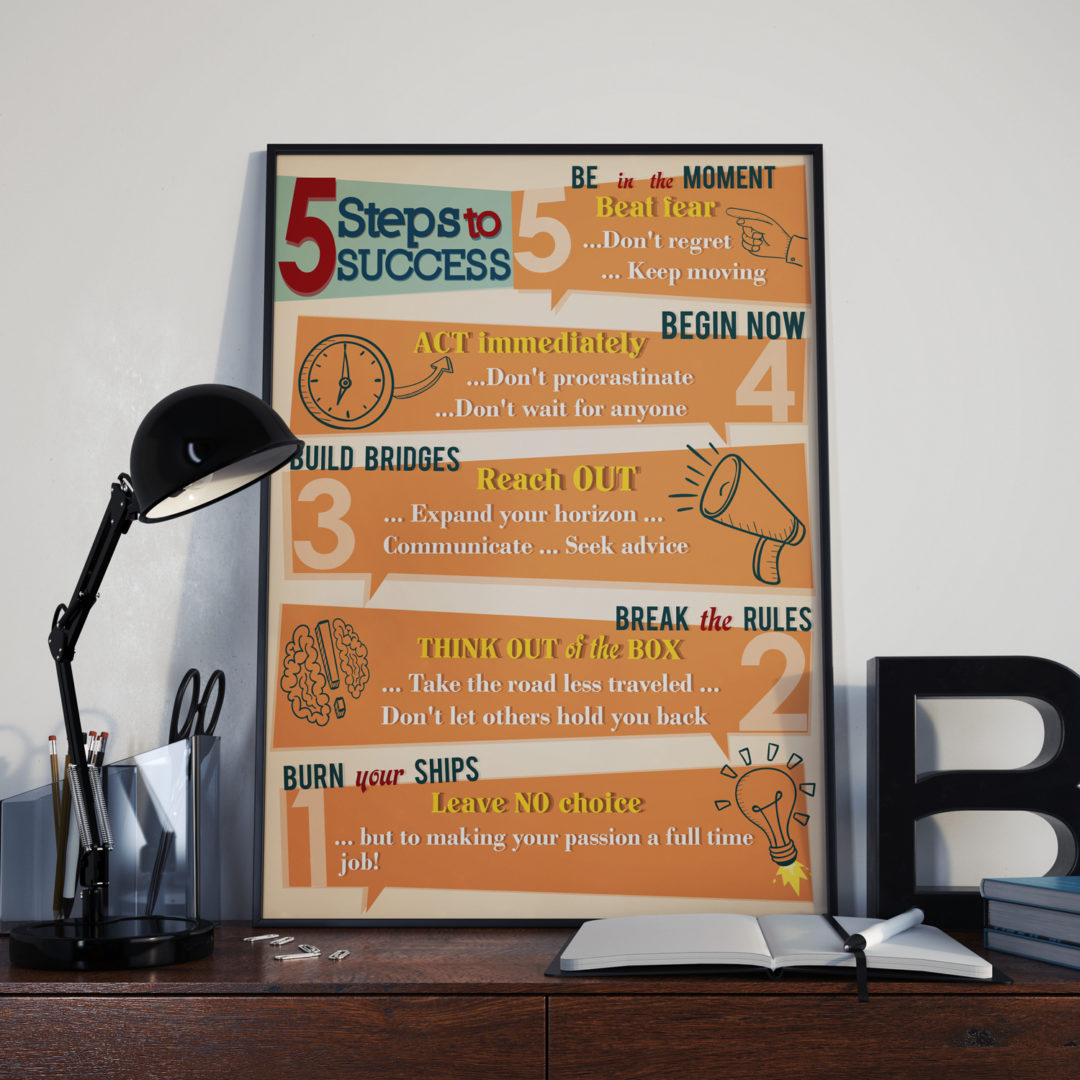 5 Steps to
SUCCESS
BE in the MOMENT
5
Beat fear
...Don't regret
... Keep moving
BEGIN NOW
4
ACT immediately
...Don't procrastinate
...Don't wait for anyone
BUILD BRIDGES
3
Reach OUT
... Expand your horizon ...
Communicate ... Seek advice
BREAK the RULES
2
THINK OUT of the BOX
... Take the road less traveled ...
Don't let others hold you back
BURN your SHIPS
1
Leave NO choice
... but to making your passion a full time
job!
B